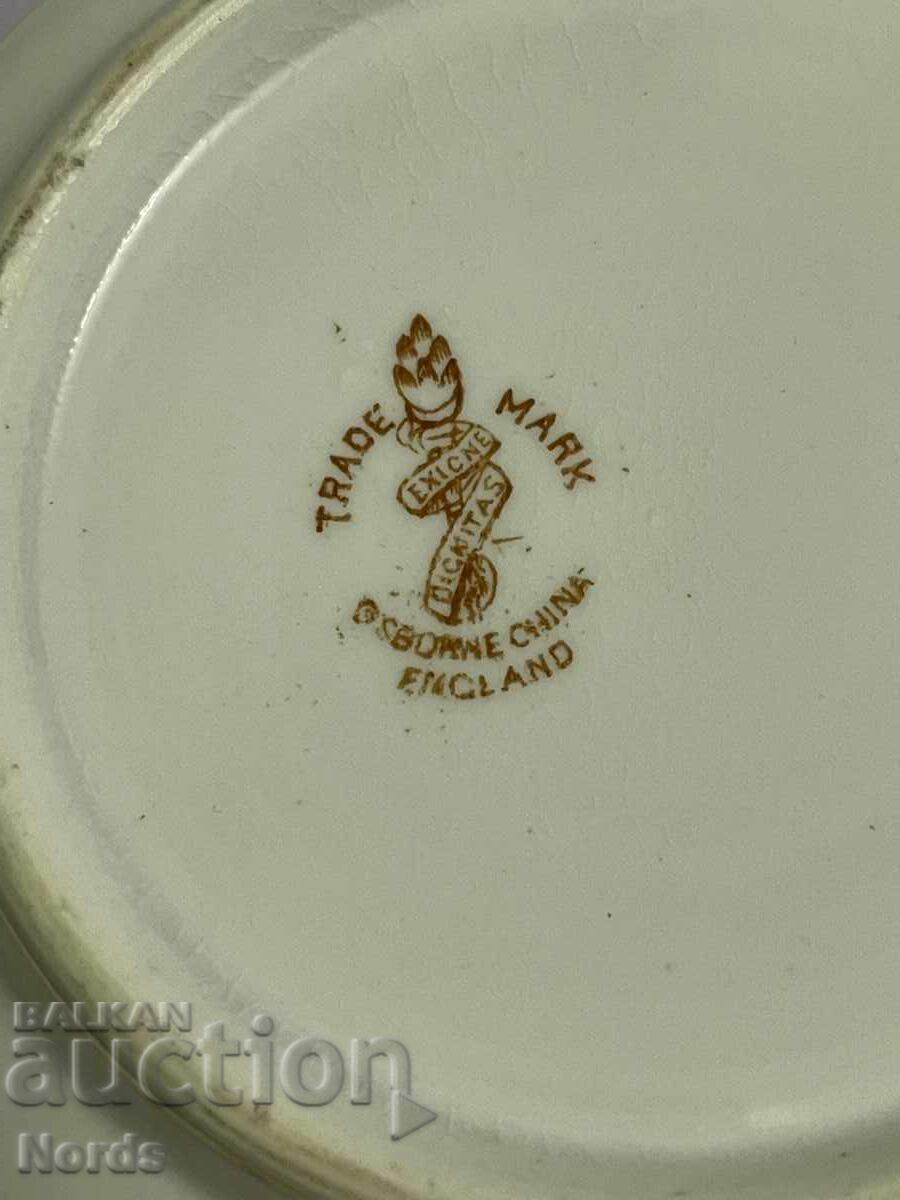 TRADE MARK
EXIGNE
DIGNITAS
OSBORNE CHINA
ENGLAND
BALKAN
auction
Nords